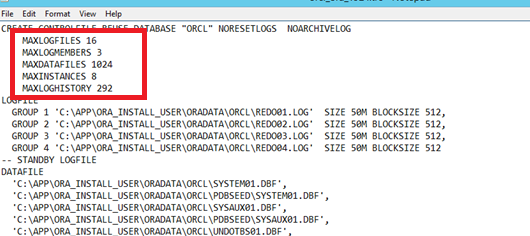 Notepad
File Edit Format View Help
CREATE CONTROLFILE REUSE DATABASE "ORCL" NORESETLOGS NOARCHIVELOG
MAXLOGFILES 16
MAXLOGMEMBERS 3
MAXDATAFILES 1024
MAXINSTANCES 8
MAXLOGHISTORY 292
LOGFILE
GROUP 1 'C:\APP\ORA_INSTALL_USER\ORADATA\ORCL\REDO01.LOG' SIZE 50M BLOCKSIZE 512,
GROUP 2 'C:\APP\ORA_INSTALL_USER\ORADATA\ORCL\REDO02.LOG' SIZE 50M BLOCKSIZE 512,
GROUP 3 'C:\APP\ORA_INSTALL_USER\ORADATA\ORCL\REDO03.LOG' SIZE 50M BLOCKSIZE 512,
GROUP 4 'C:\APP\ORA_INSTALL_USER\ORADATA\ORCL\REDO04.LOG' SIZE 50M BLOCKSIZE 512
-- STANDBY LOGFILE
DATAFILE
'C:\APP\ORA_INSTALL_USER\ORADATA\ORCL\SYSTEM01.DBF',
'C:\APP\ORA_INSTALL_USER\ORADATA\ORCL\PDBSEED\SYSTEM01.DBF',
'C:\APP\ORA_INSTALL_USER\ORADATA\ORCL\SYSAUX01.DBF',
'C:\APP\ORA_INSTALL_USER\ORADATA\ORCL\PDBSEED\SYSAUX01.DBF',
'C:\APP\ORA_INSTALL_USER\ORADATA\ORCL\UNDOTBS01.DBF',